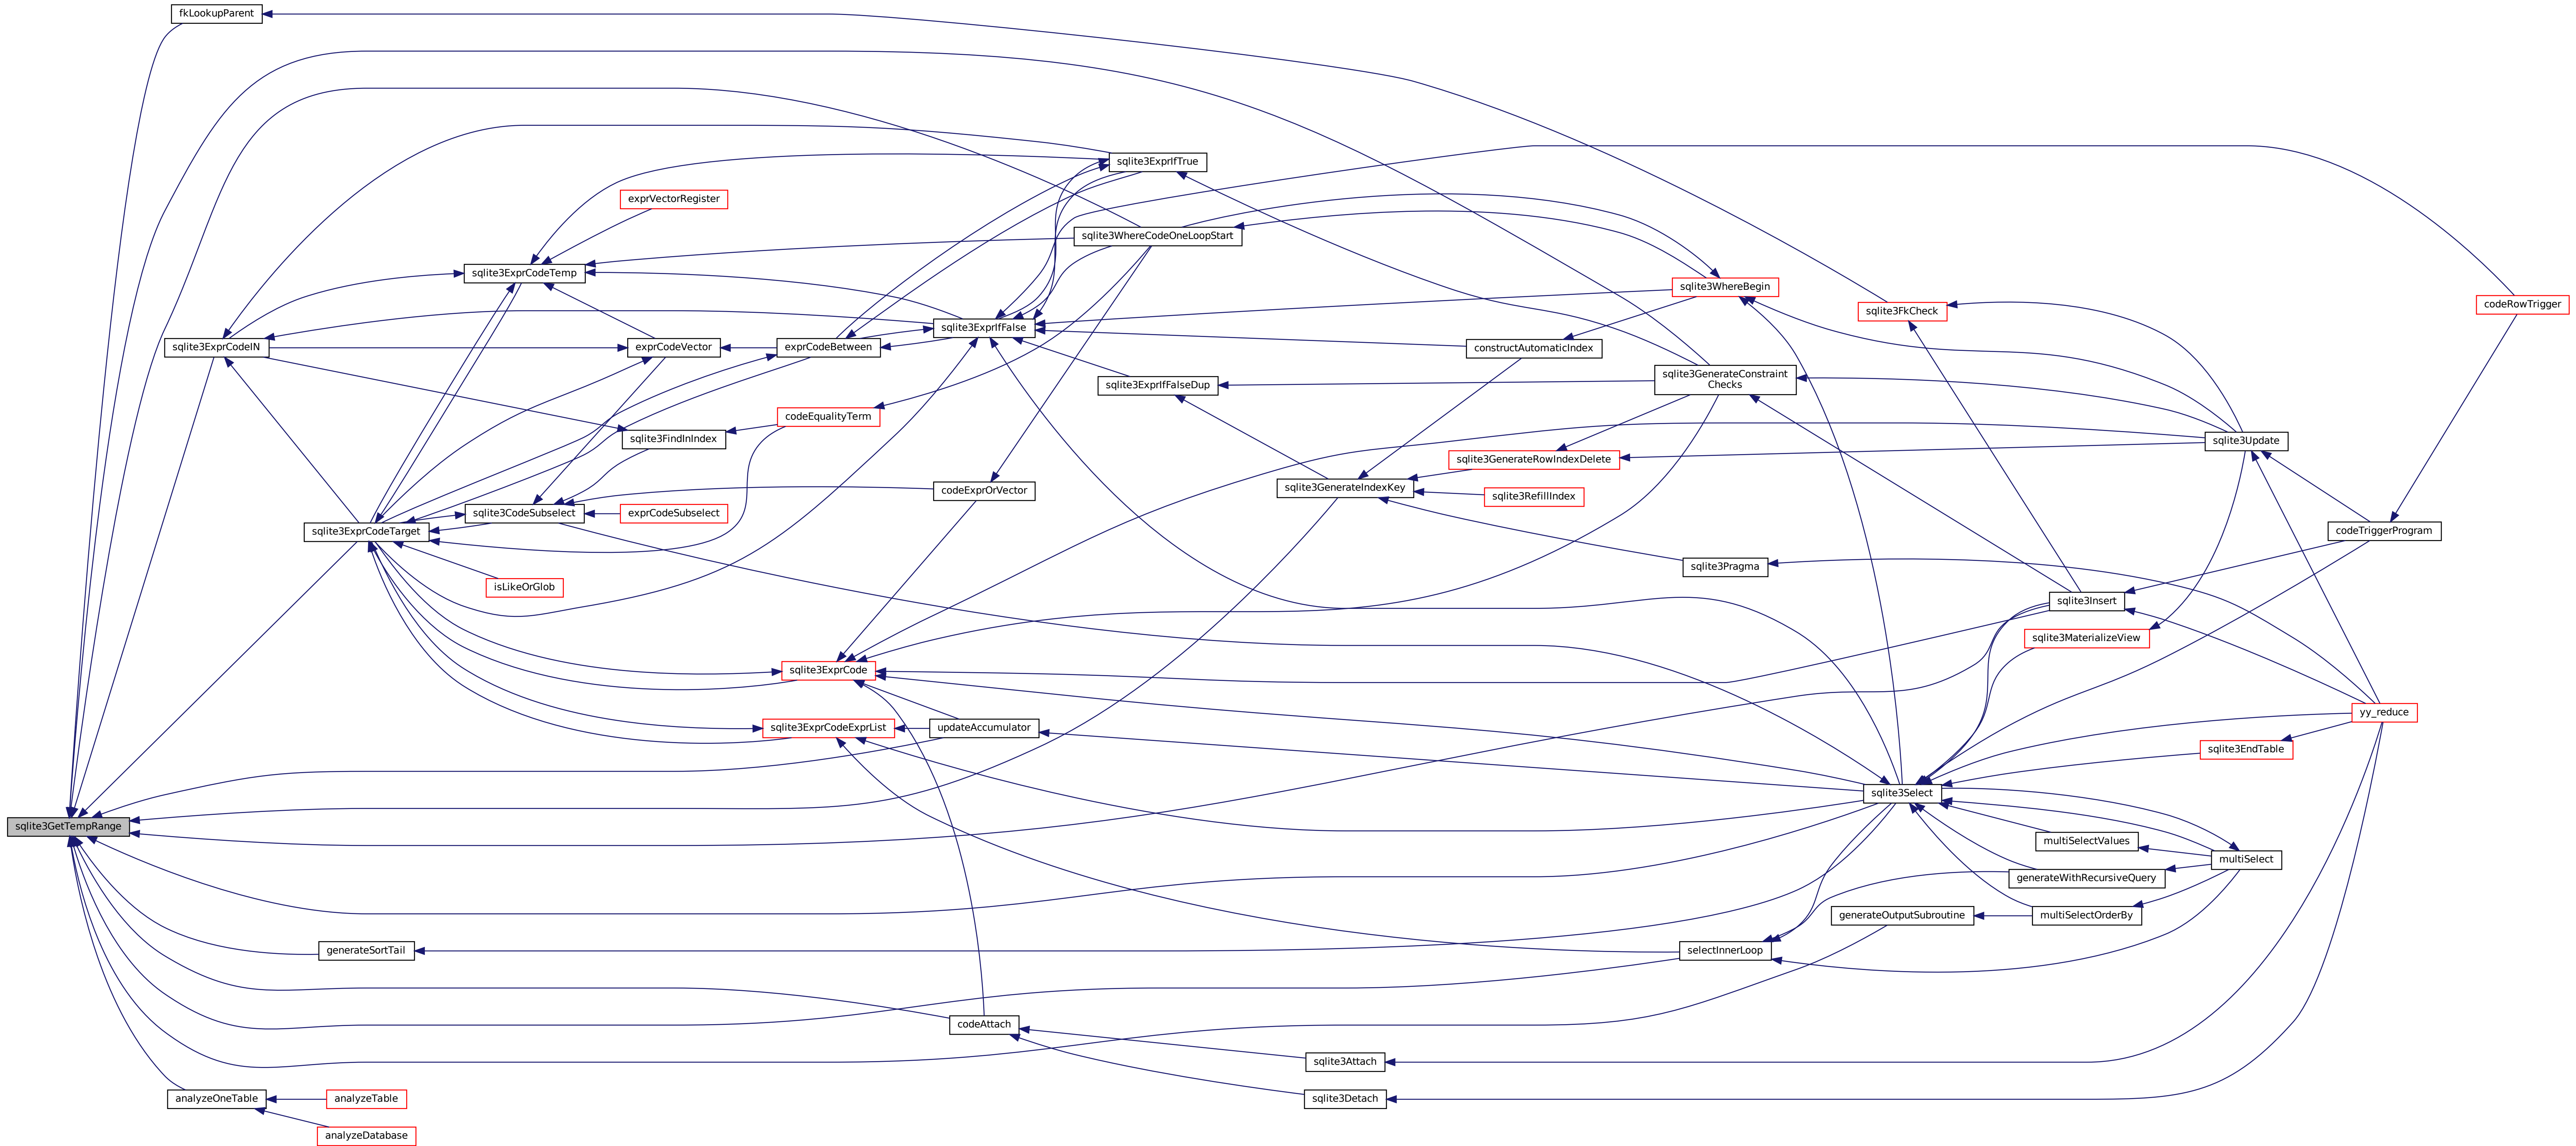 fkLookupParent
sqlite3ExprIfTrue
exprVectorRegister
sqlite3WhereCodeOneLoopStart
sqlite3ExprCodeTemp
sqlite3WhereBegin
codeRowTrigger
sqlite3FkCheck
sqlite3ExprIfFalse
sqlite3ExprCodeIN
exprCodeVector
exprCodeBetween
constructAutomaticIndex
sqlite3GenerateConstraint
Checks
sqlite3ExprIfFalseDup
codeEqualityTerm
sqlite3FindInIndex
sqlite3Update
sqlite3GenerateRowIndexDelete
codeExprOrVector
sqlite3GenerateIndexKey
sqlite3RefillIndex
sqlite3CodeSubselect
exprCodeSubselect
sqlite3ExprCodeTarget
codeTriggerProgram
sqlite3Pragma
isLikeOrGlob
sqlite3Insert
sqlite3MaterializeView
sqlite3ExprCode
yy_reduce
sqlite3ExprCodeExprList
updateAccumulator
sqlite3EndTable
sqlite3Select
sqlite3GetTempRange
multiSelectValues
multiSelect
generateWithRecursiveQuery
generateOutputSubroutine
multiSelectOrderBy
generateSortTail
selectInnerLoop
codeAttach
sqlite3Attach
analyzeOneTable
analyzeTable
sqlite3Detach
analyzeDatabase